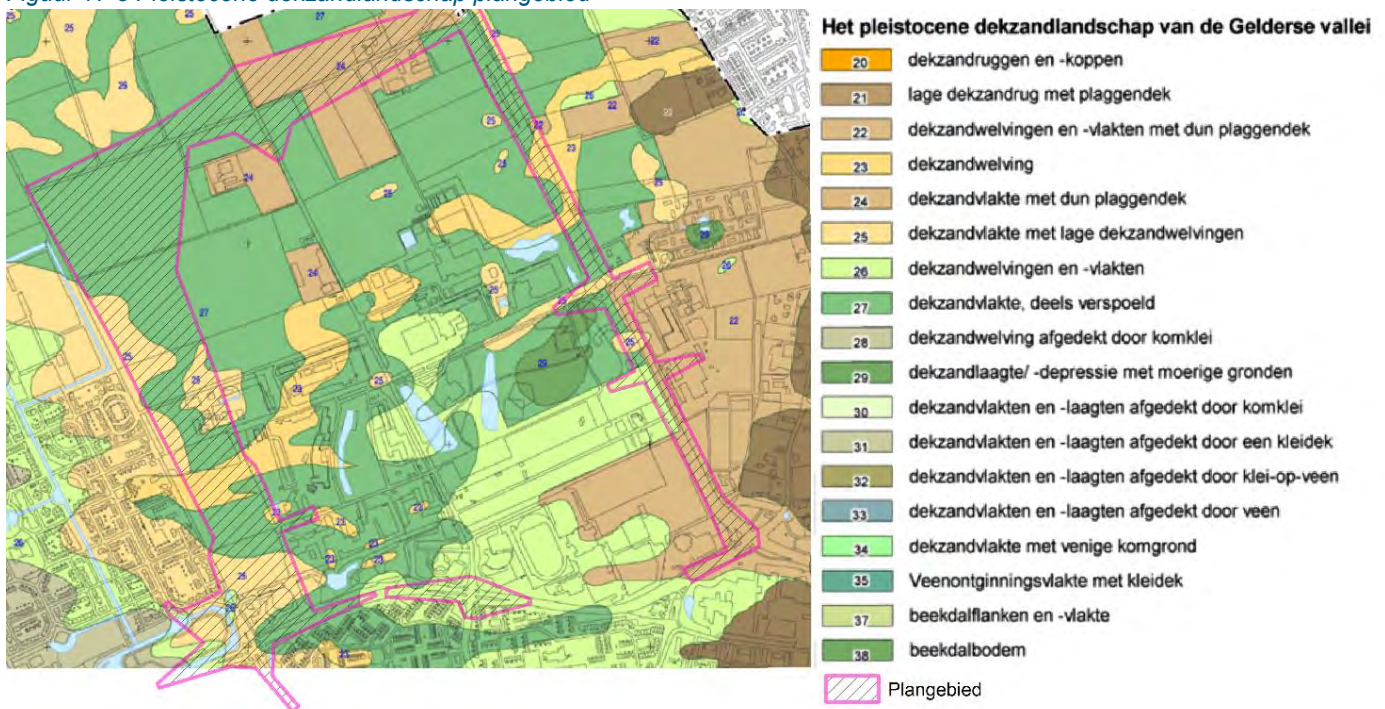 Het pleistocene dekzandlandschap van de Gelderse vallei
20 dekzandruggen en -koppen
21 lage dekzandrug met plaggendek
22 dekzandwelvingen en -vlakten met dun plaggendek
23 dekzandwelving
24 dekzandvlakte met dun plaggendek
25 dekzandvlakte met lage dekzandwelvingen
26 dekzandwelvingen en -vlakten
27 dekzandvlakte, deels verspoeld
28 dekzandwelving afgedekt door komklei
29 dekzandlaagte/ -depressie met moerige gronden
30 dekzandvlakten en -laagten afgedekt door komklei
31 dekzandvlakten en -laagten afgedekt door een kleidek
32 dekzandvlakten en -laagten afgedekt door klei-op-veen
33 dekzandvlakten en -laagten afgedekt door veen
34 dekzandvlakte met venige komgrond
35 Veenontginningsvlakte met kleidek
37 beekdalflanken en -vlakte
38 beekdalbodem
Plangebied